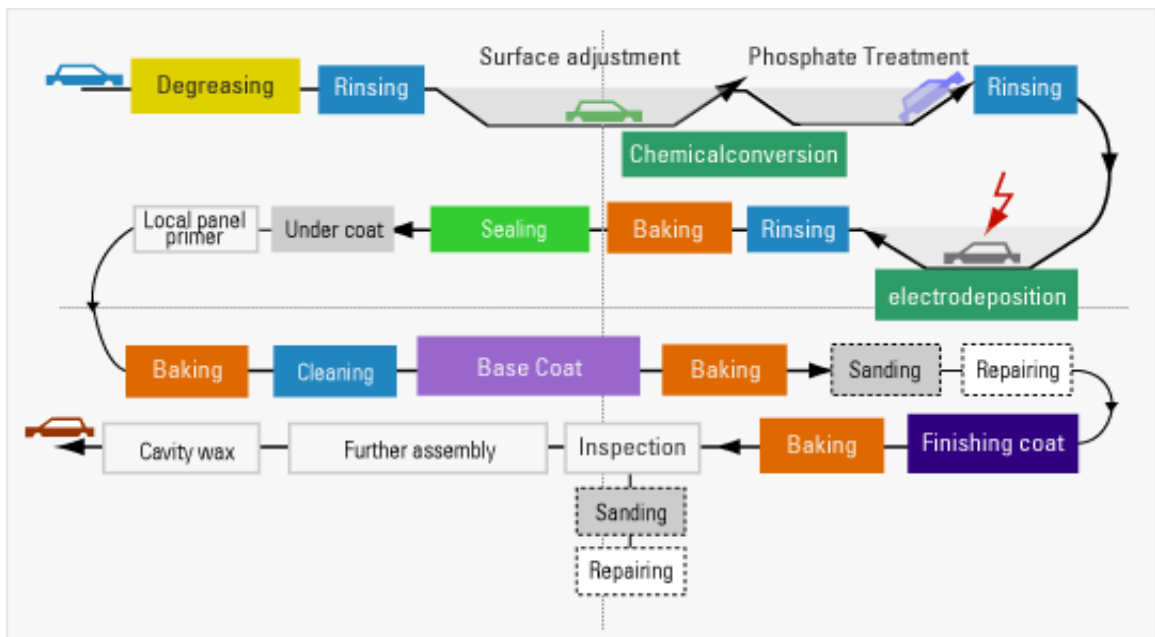 Surface adjustment
Phosphate Treatment
Degreasing
Rinsing
Rinsing
Chemicalconversion
Local panel
primer
Under coat
Sealing
Baking
Rinsing
electrodeposition
Baking
Cleaning
Base Coat
Baking
Sanding
Repairing
Cavity wax
Further assembly
Inspection
Baking
Finishing coat
Sanding
Repairing